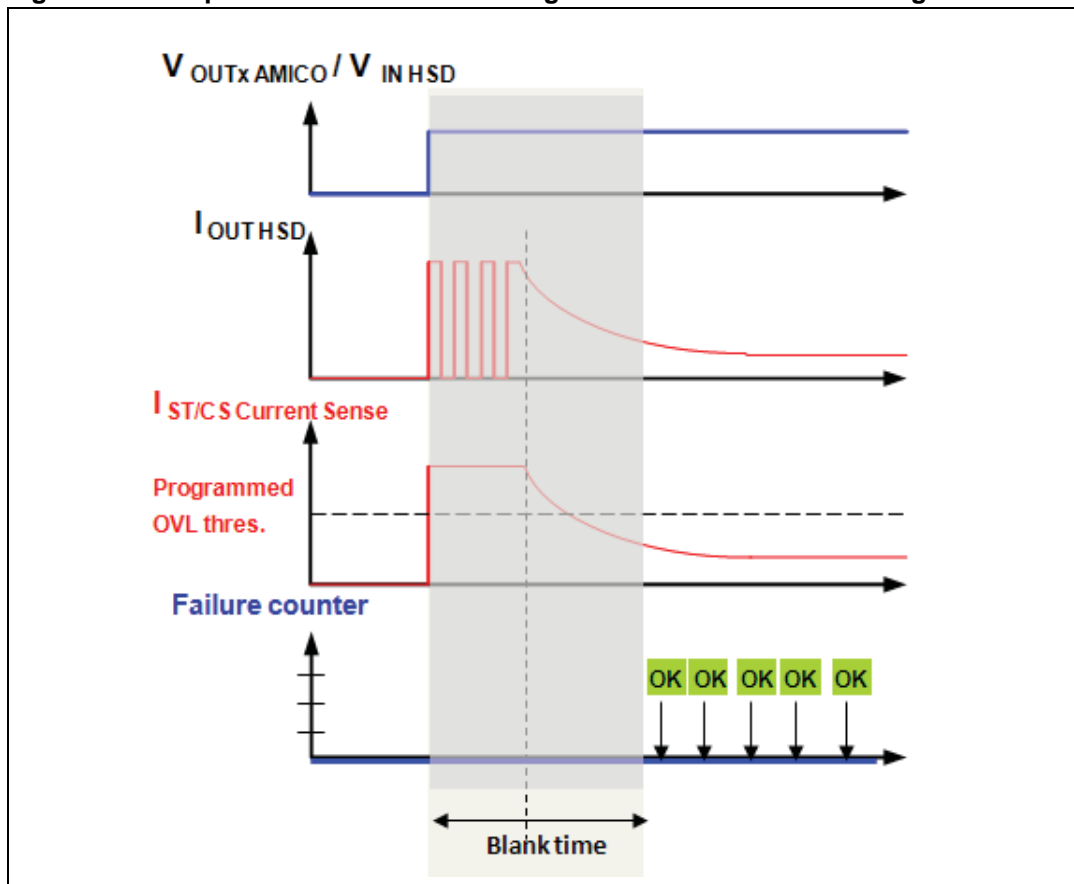 V OUTx AMICO / V IN HSD
I OUT HSD
I ST/CS Current Sense
Programmed
OVL thres.
Failure counter
OK OK OK OK OK
Blank time